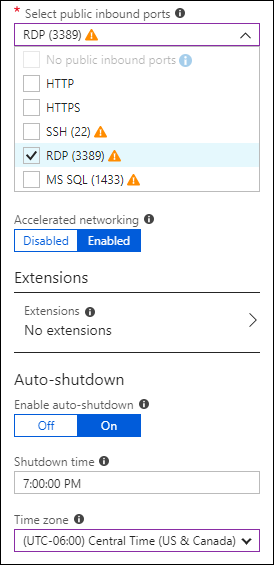 * Select public inbound ports
RDP (3389)
No public inbound ports
HTTP
HTTPS
SSH (22)
RDP (3389)
MS SQL (1433)
Accelerated networking
Disabled Enabled
Extensions
Extensions
No extensions
Auto-shutdown
Enable auto-shutdown
Off On
Shutdown time
7:00:00 PM
Time zone
(UTC-06:00) Central Time (US & Canada)